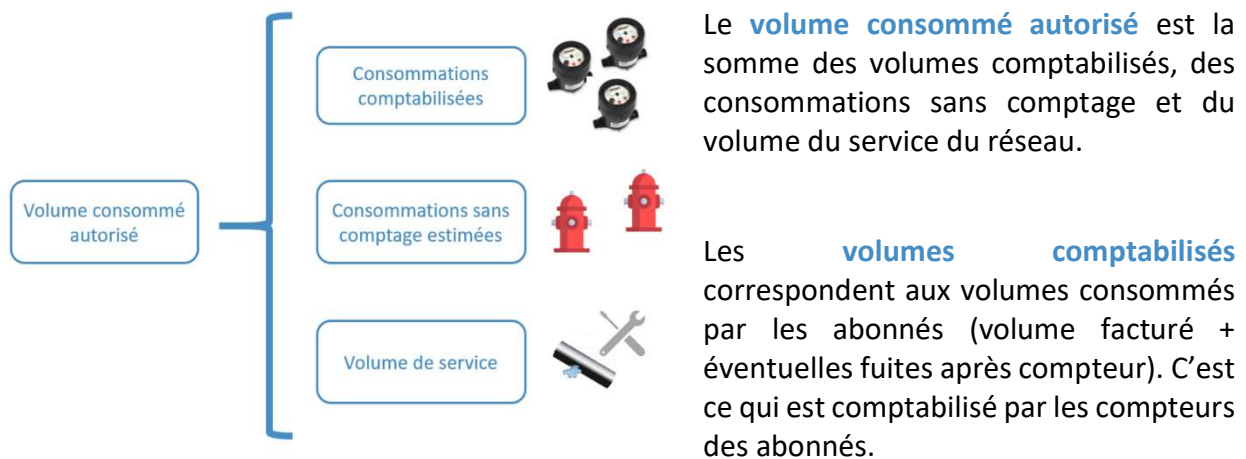 Volume consommé
autorisé
Consommations
comptabilisées
Consommations sans
comptage estimées
Volume de service
Le volume consommé autorisé est la
somme des volumes comptabilisés, des
consommations sans comptage et du
volume du service du réseau.
Les volumes comptabilisés
correspondent aux volumes consommés
par les abonnés (volume facturé +
éventuelles fuites après compteur). C’est
ce qui est comptabilisé par les compteurs
des abonnés.